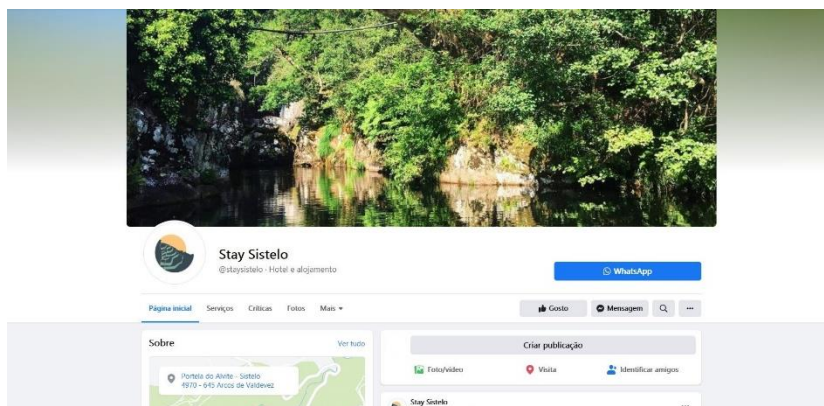 Stay Sistelo
@staysistelo · Hotel e alojamento
WhatsApp
Página inicial Serviços Críticas Fotos Mais
Gosto Mensagem
Sobre Ver tudo
Portela do Alvite - Sistelo
4970 - 645 Arcos de Valdevez
Criar publicação
Foto/vídeo Visita Identificar amigos
Stay Sistelo